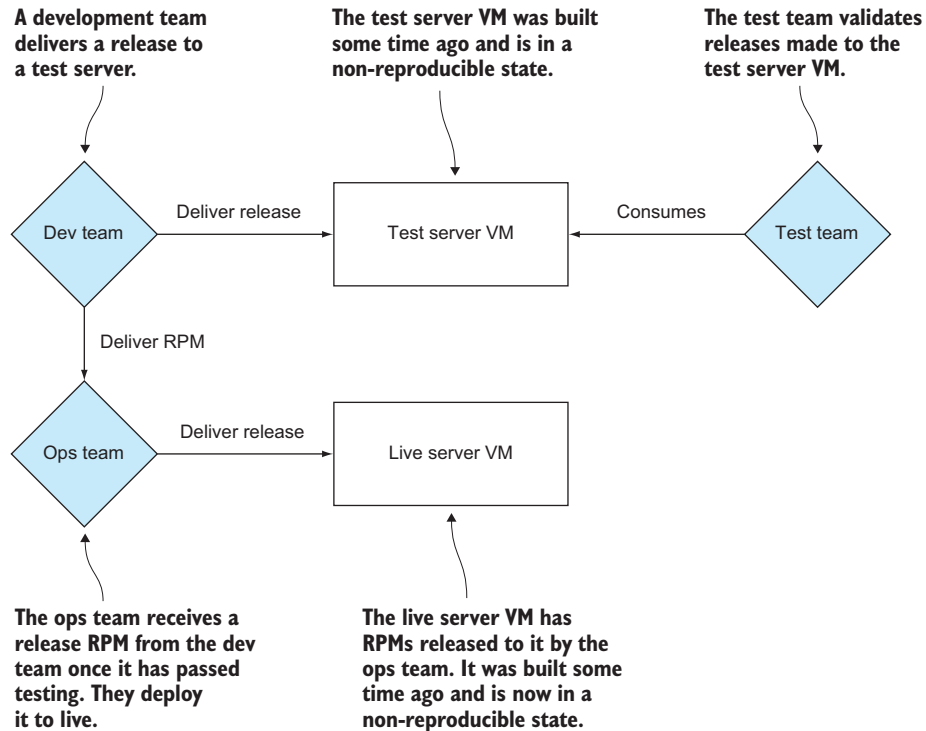 A development team
delivers a release to
a test server.
The test server VM was built
some time ago and is in a
non-reproducible state.
The test team validates
releases made to the
test server VM.
Dev team
Deliver release
Test server VM
Consumes
Test team
Deliver RPM
Ops team
Deliver release
Live server VM
The ops team receives a
release RPM from the dev
team once it has passed
testing. They deploy
it to live.
The live server VM has
RPMs released to it by the
ops team. It was built some
time ago and is now in a
non-reproducible state.